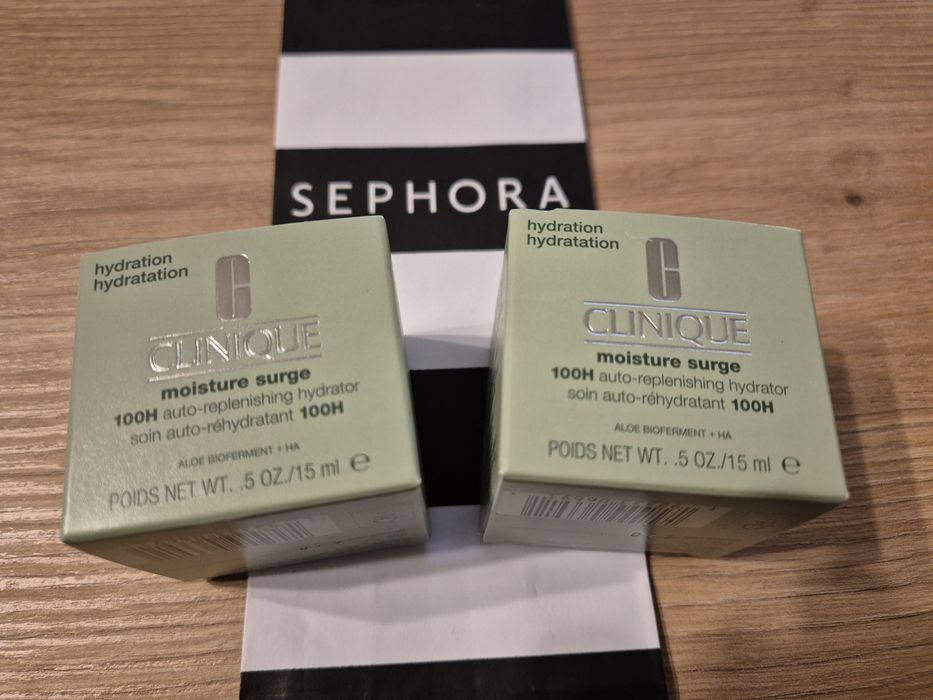 SEPHORA
hydration
hydratation
CLINIQUE
moisture surge
100H auto-replenishing hydrator
soin auto-réhydratant 100H
ALOE BIOFERMENT + HA
POIDS NET WT. .5 OZ./15 ml ℮
hydration
hydratation
CLINIQUE
moisture surge
100H auto-replenishing hydrator
soin auto-réhydratant 100H
ALOE BIOFERMENT + HA
POIDS NET WT. .5 OZ./15 ml ℮